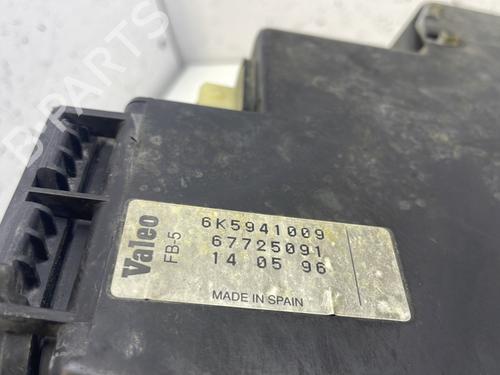 B-PARTS
Valeo
FB-5
6K5941009
67725091
14 05 96
MADE IN SPAIN